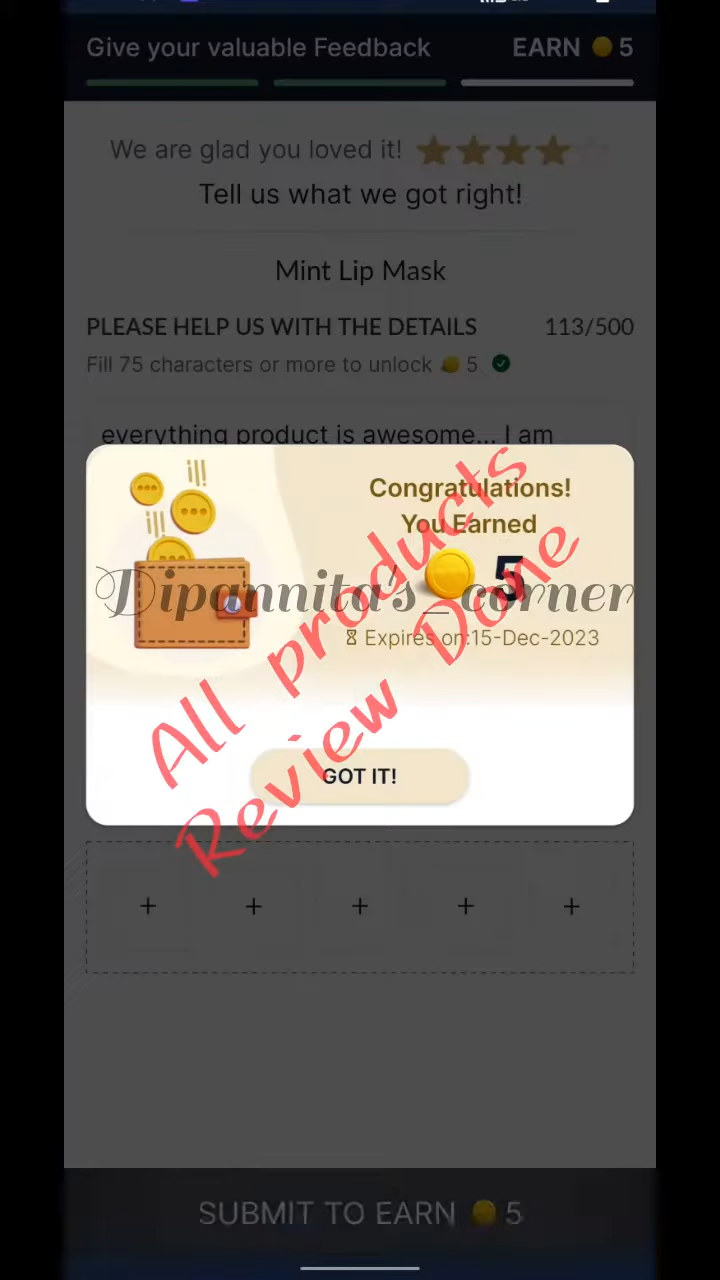 Give your valuable Feedback EARN 5
We are glad you loved it!
Tell us what we got right!
Mint Lip Mask
PLEASE HELP US WITH THE DETAILS 113/500
Fill 75 characters or more to unlock 5
everything product is awesome... I am
Congratulations!
You Earned
5
Dipannita's_corner
Expires on:15-Dec-2023
All products
Review Done
GOT IT!
+ + + + +
SUBMIT TO EARN 5